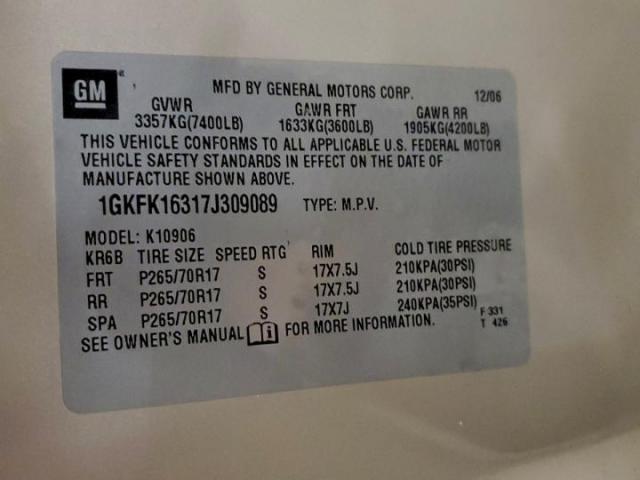 GM
MFD BY GENERAL MOTORS CORP. 12/06
GVWR GAWR FRT GAWR RR
3357KG(7400LB) 1633KG(3600LB) 1905KG(4200LB)
THIS VEHICLE CONFORMS TO ALL APPLICABLE U.S. FEDERAL MOTOR
VEHICLE SAFETY STANDARDS IN EFFECT ON THE DATE OF
MANUFACTURE SHOWN ABOVE.
1GKFK16317J309089 TYPE: M.P.V.
MODEL: K10906
KR6B TIRE SIZE SPEED RTG RIM COLD TIRE PRESSURE
FRT P265/70R17 S 17X7.5J 210KPA(30PSI)
RR P265/70R17 S 17X7.5J 210KPA(30PSI)
SPA P265/70R17 S 17X7J 240KPA(35PSI) F 331
SEE OWNER'S MANUAL FOR MORE INFORMATION. T 426